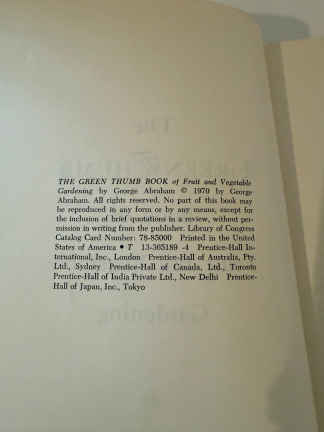 THE GREEN THUMB BOOK of Fruit and Vegetable
Gardening by George Abraham © 1970 by George
Abraham. All rights reserved. No part of this book may
be reproduced in any form or by any means, except for
the inclusion of brief quotations in a review, without per-
mission in writing from the publisher. Library of Congress
Catalog Card Number: 78-85000 Printed in the United
States of America • T 13-365189 -4 Prentice-Hall In-
ternational, Inc., London Prentice-Hall of Australia, Pty.
Ltd., Sydney Prentice-Hall of Canada, Ltd., Toronto
Prentice-Hall of India Private Ltd., New Delhi Prentice-
Hall of Japan, Inc., Tokyo